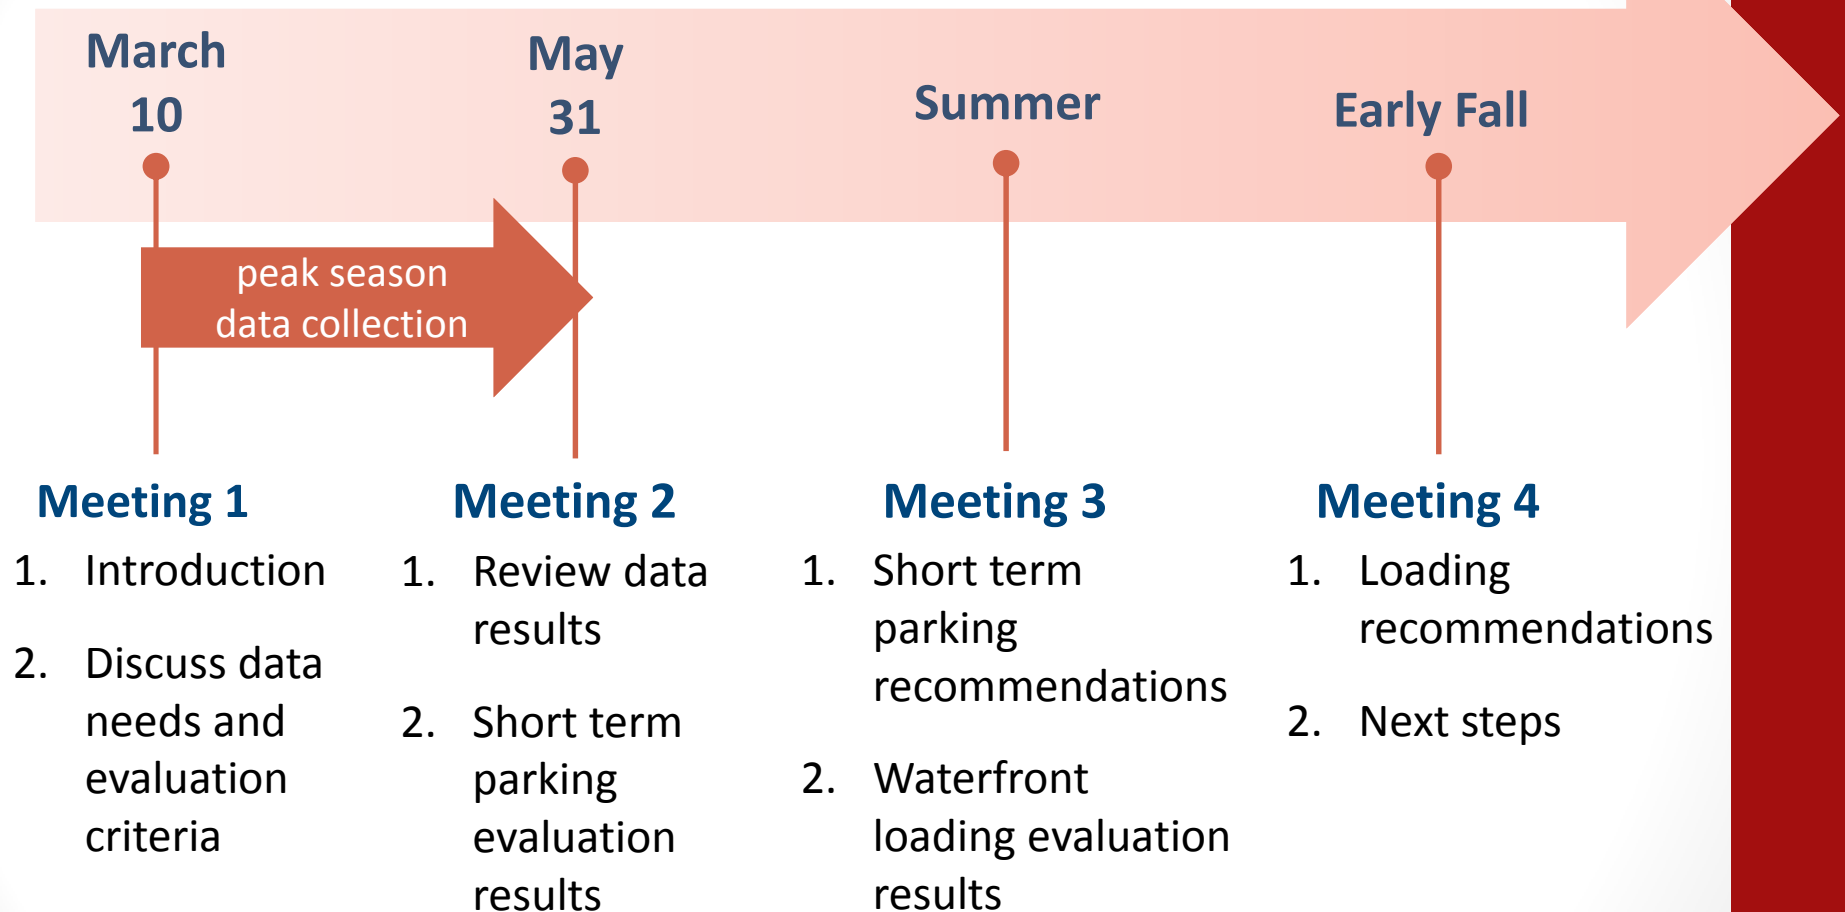 March
10
May
31
Summer
Early Fall
peak season
data collection
Meeting 1
1. Introduction
2. Discuss data
needs and
evaluation
criteria
Meeting 2
1. Review data
results
2. Short term
parking
evaluation
results
Meeting 3
1. Short term
parking
recommendations
2. Waterfront
loading evaluation
results
Meeting 4
1. Loading
recommendations
2. Next steps